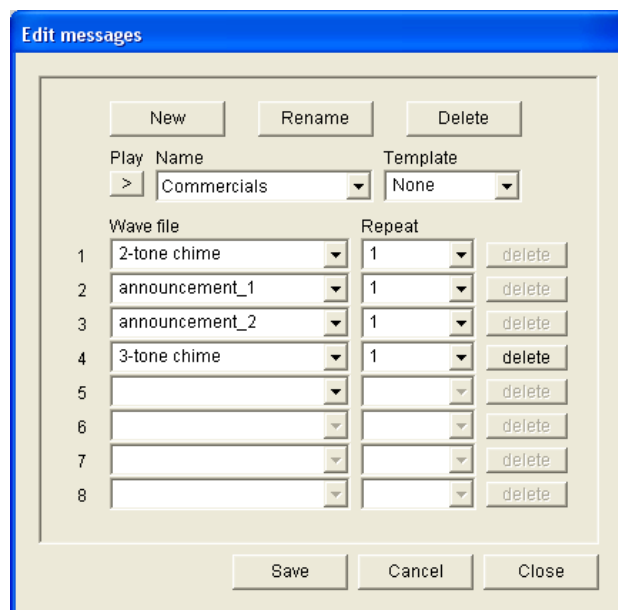 Edit messages
New Rename Delete
Play Name Template
> Commercials None
Wave file Repeat
1 2-tone chime 1 delete
2 announcement_1 1 delete
3 announcement_2 1 delete
4 3-tone chime 1 delete
5 delete
6 delete
7 delete
8 delete
Save Cancel Close